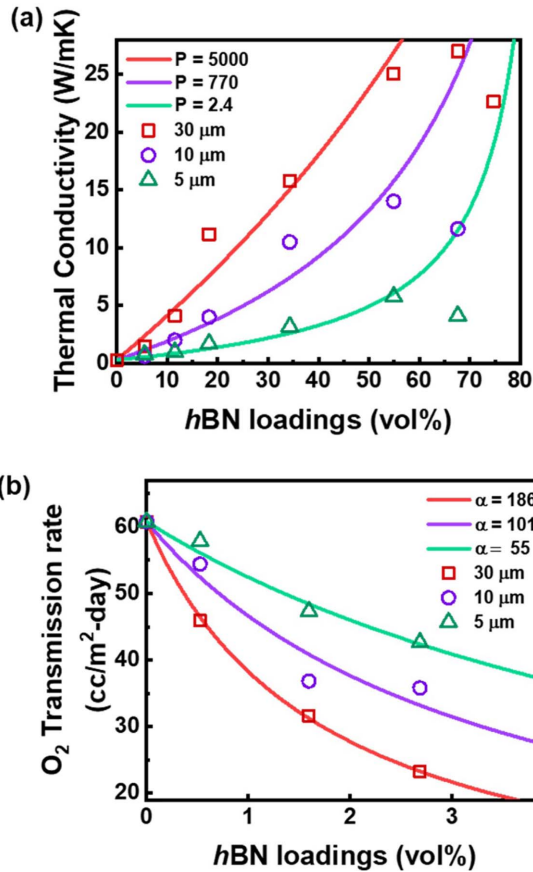 (a)
Thermal Conductivity (W/mK)
25
20
15
10
5
0
P = 5000
P = 770
P = 2.4
30 μm
10 μm
5 μm
0 10 20 30 40 50 60 70 80
hBN loadings (vol%)
(b)
O2 Transmission rate
(cc/m²-day)
60
50
40
30
20
α = 186
α = 101
α = 55
30 μm
10 μm
5 μm
0 1 2 3
hBN loadings (vol%)